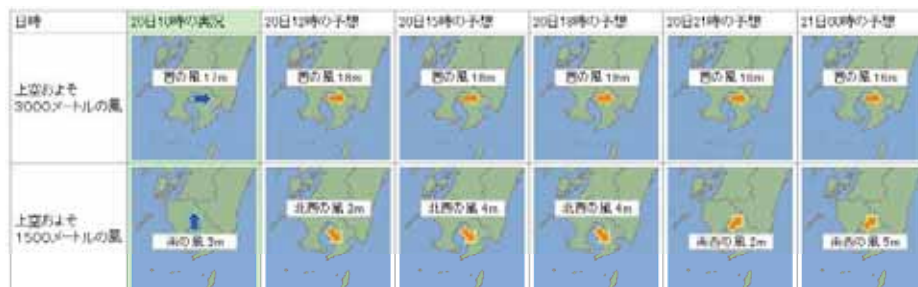 日時 20日10時の実況 20日12時の予想 20日15時の予想 20日18時の予想 20日21時の予想 21日00時の予想
上空およそ
3000メートルの風
西の風 17m 西の風 18m 西の風 18m 西の風 18m 西の風 16m 西の風 16m
上空およそ
1500メートルの風
南の風 3m 北西の風 2m 北西の風 4m 北西の風 4m 南西の風 2m 南西の風 5m